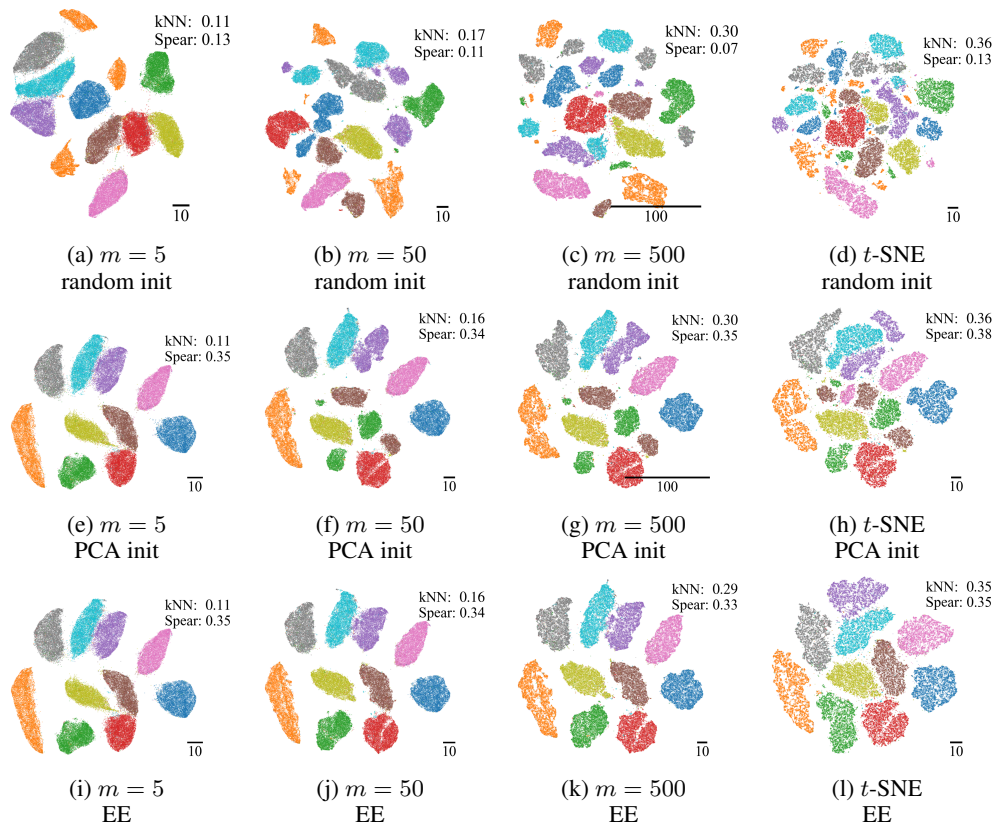 kNN: 0.11
Spear: 0.13
10
(a) m = 5
random init
kNN: 0.17
Spear: 0.11
10
(b) m = 50
random init
kNN: 0.30
Spear: 0.07
100
(c) m = 500
random init
kNN: 0.36
Spear: 0.13
10
(d) t-SNE
random init
kNN: 0.11
Spear: 0.35
10
(e) m = 5
PCA init
kNN: 0.16
Spear: 0.34
10
(f) m = 50
PCA init
kNN: 0.30
Spear: 0.35
100
(g) m = 500
PCA init
kNN: 0.36
Spear: 0.38
10
(h) t-SNE
PCA init
kNN: 0.11
Spear: 0.35
10
(i) m = 5
EE
kNN: 0.16
Spear: 0.34
10
(j) m = 50
EE
kNN: 0.29
Spear: 0.33
10
(k) m = 500
EE
kNN: 0.35
Spear: 0.35
10
(l) t-SNE
EE